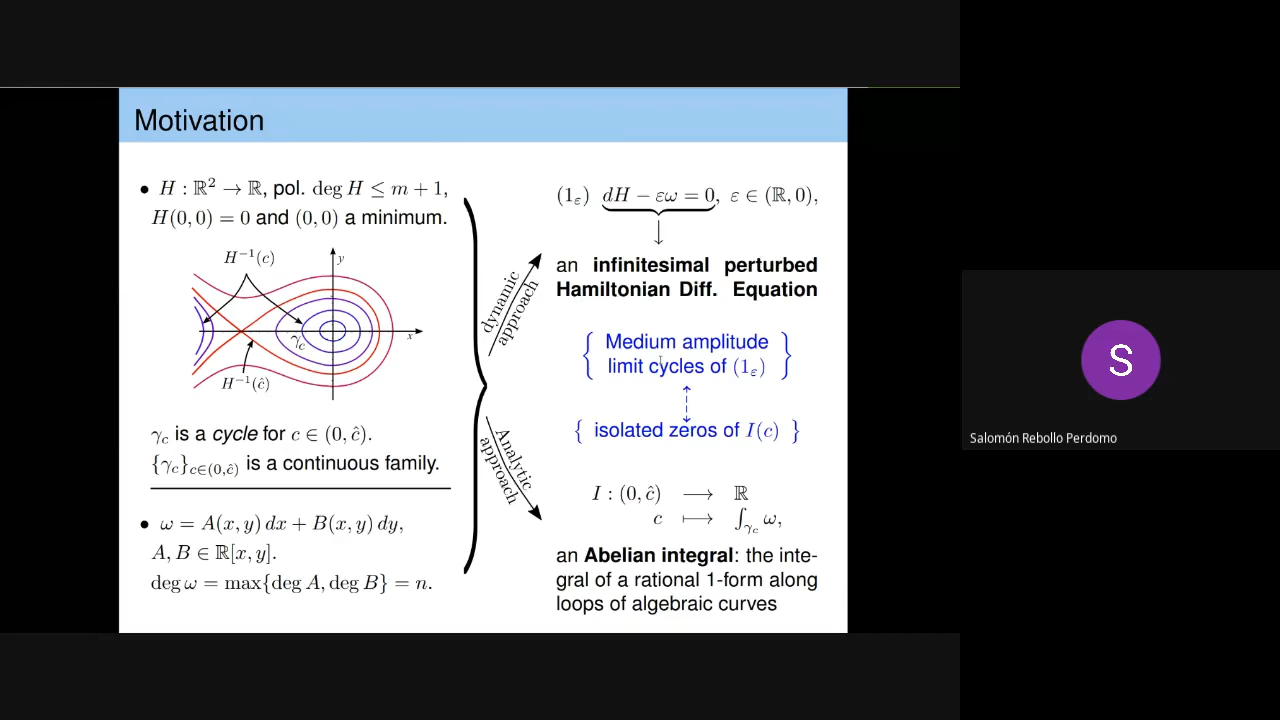 Motivation
• H : ℝ² → ℝ, pol. deg H ≤ m + 1,
H(0, 0) = 0 and (0, 0) a minimum.
H⁻¹(c)
y
x
γ_c
H⁻¹(ĉ)
γ_c is a cycle for c ∈ (0, ĉ).
{γ_c}_{c∈(0,ĉ)} is a continuous family.
• ω = A(x, y) dx + B(x, y) dy,
A, B ∈ ℝ[x, y].
deg ω = max{deg A, deg B} = n.
dynamic
approach
Analytic
approach
(1_ε) dH − εω = 0, ε ∈ (ℝ, 0),
an infinitesimal perturbed
Hamiltonian Diff. Equation
{ Medium amplitude
limit cycles of (1_ε) }
{ isolated zeros of I(c) }
I : (0, ĉ) ⟶ ℝ
c ⟼ ∫_{γ_c} ω,
an Abelian integral: the inte-
gral of a rational 1-form along
loops of algebraic curves
S
Salomón Rebollo Perdomo